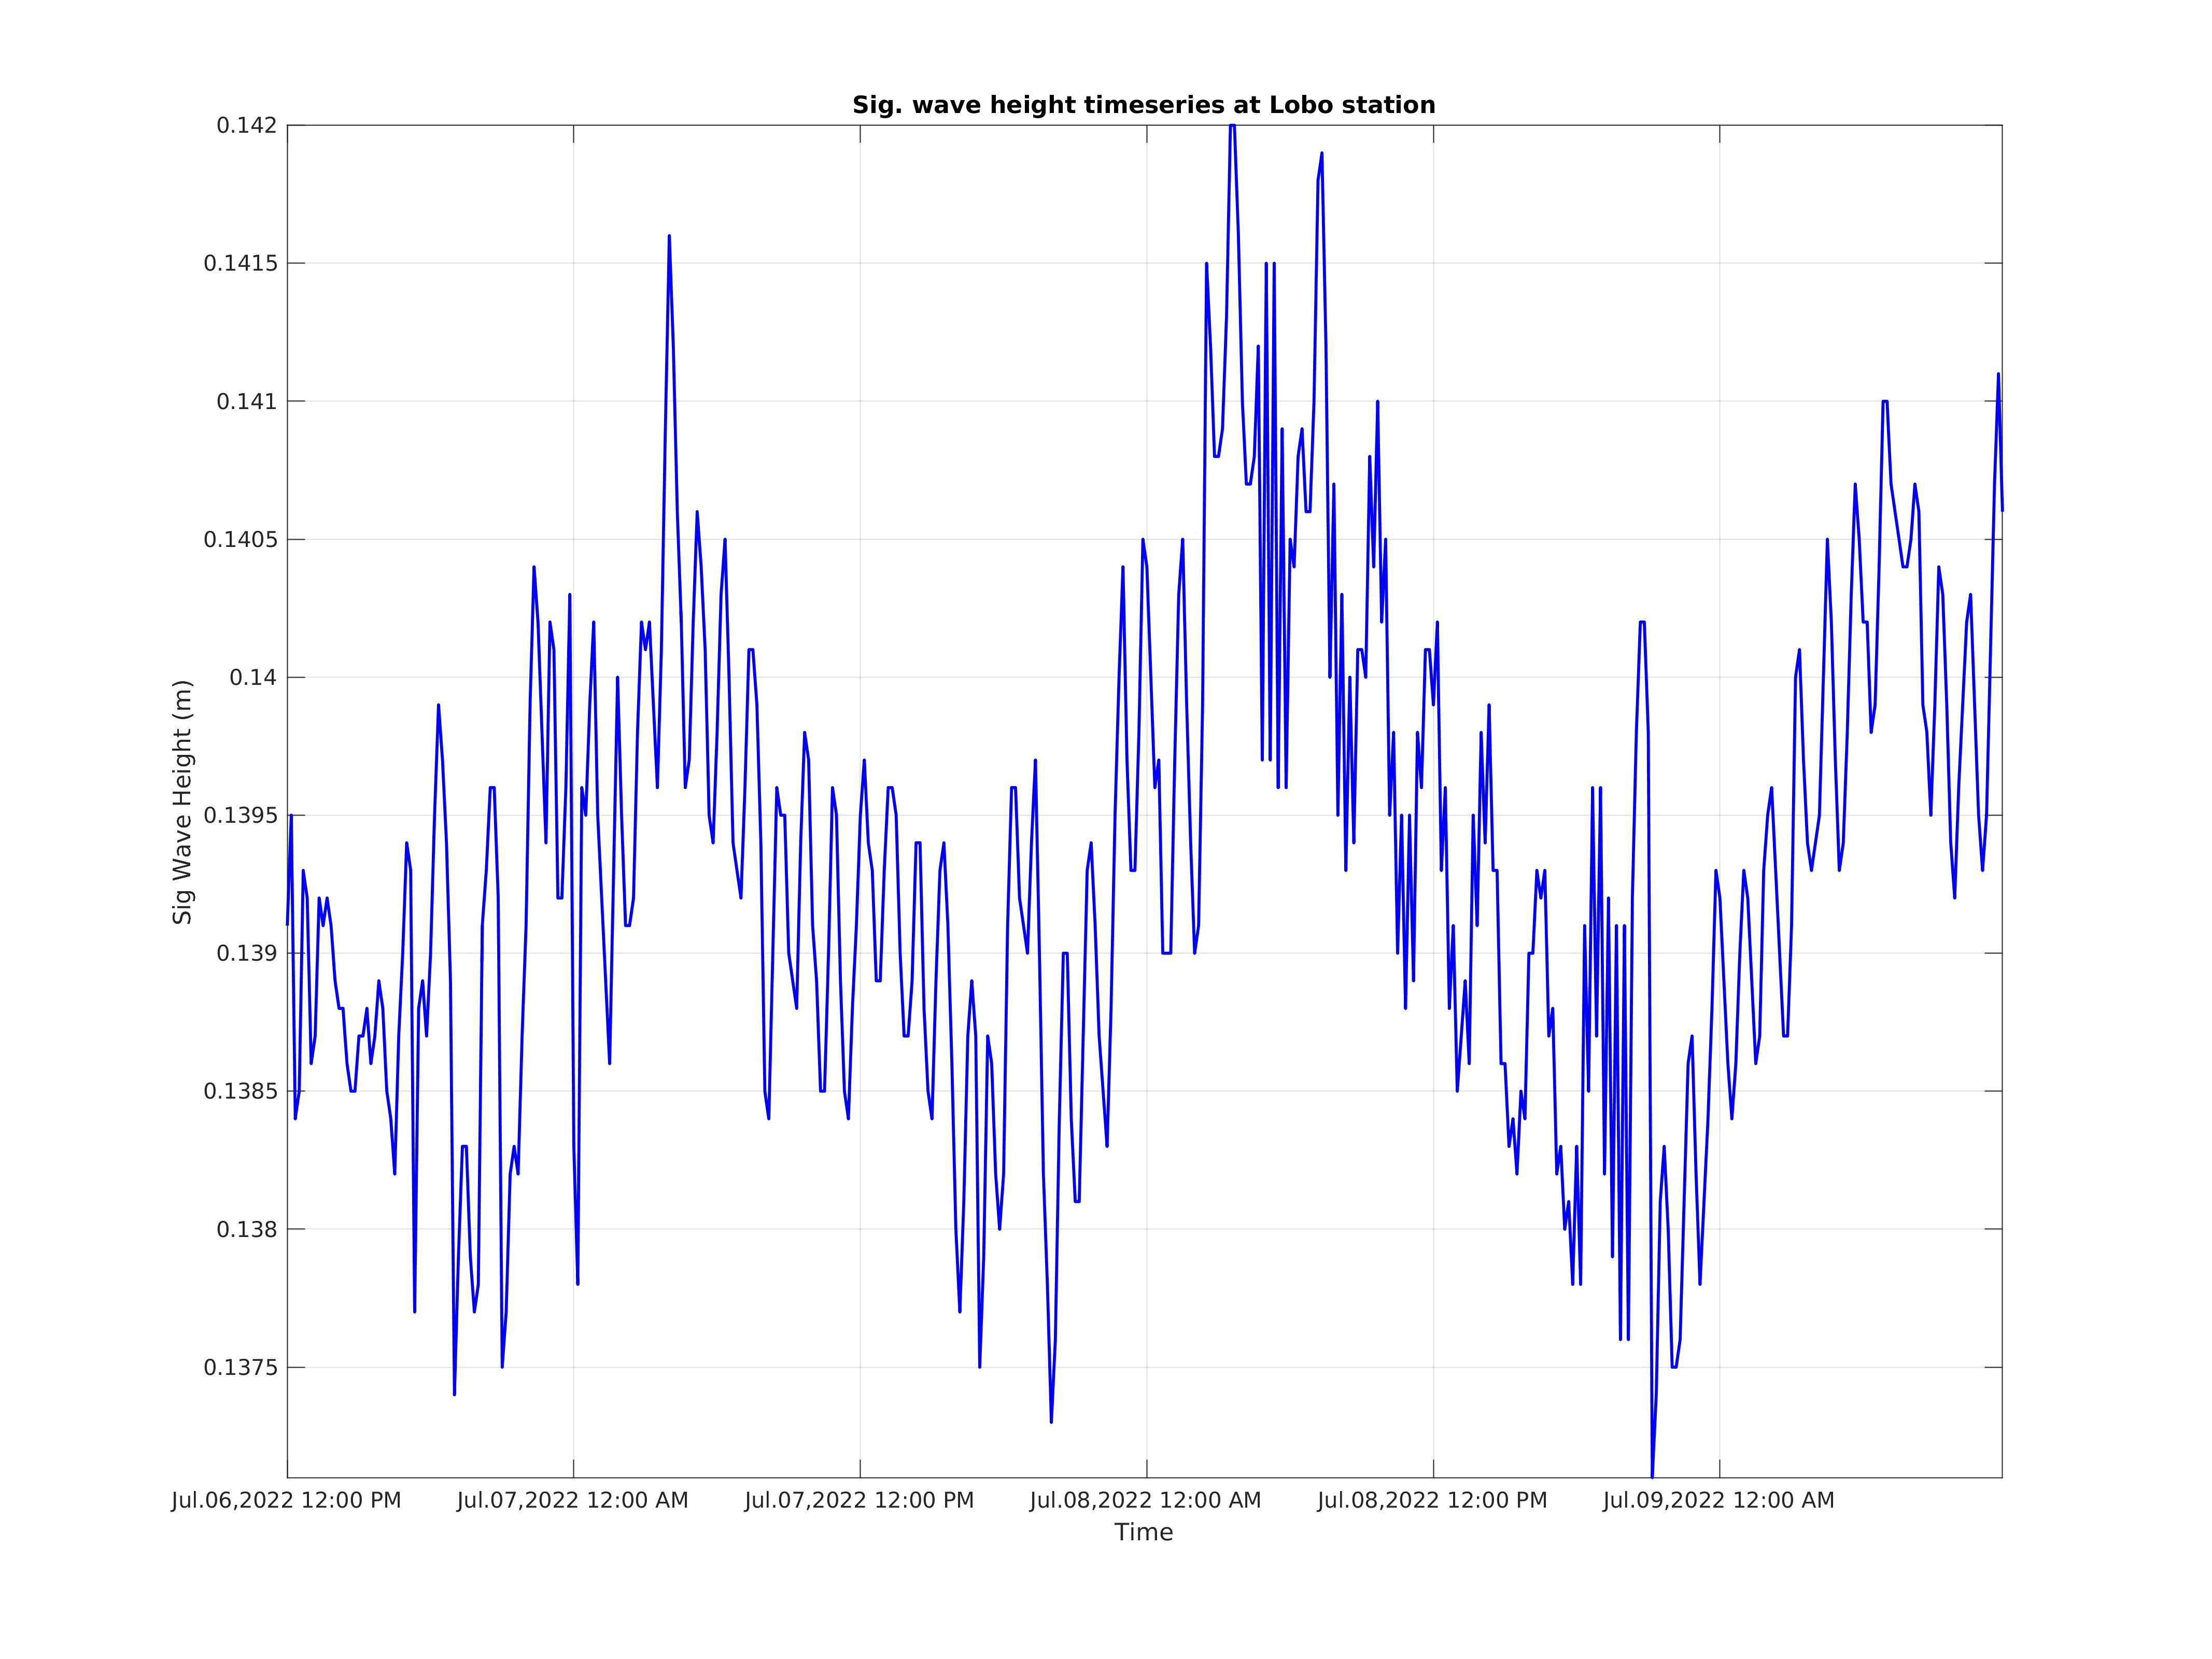 Sig. wave height timeseries at Lobo station
0.142
0.1415
0.141
0.1405
0.14
0.1395
0.139
0.1385
0.138
0.1375
Sig Wave Height (m)
Jul.06,2022 12:00 PM
Jul.07,2022 12:00 AM
Jul.07,2022 12:00 PM
Jul.08,2022 12:00 AM
Jul.08,2022 12:00 PM
Jul.09,2022 12:00 AM
Time